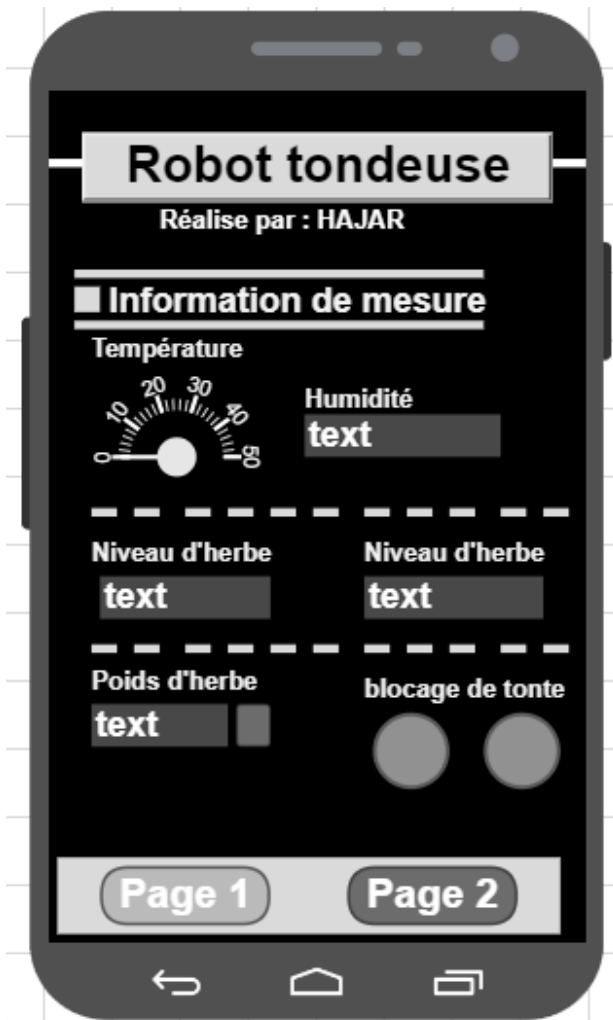 Robot tondeuse
Réalise par : HAJAR
Information de mesure
Température
0 10 20 30 40 50
Humidité
text
Niveau d'herbe Niveau d'herbe
text text
Poids d'herbe blocage de tonte
text
Page 1 Page 2